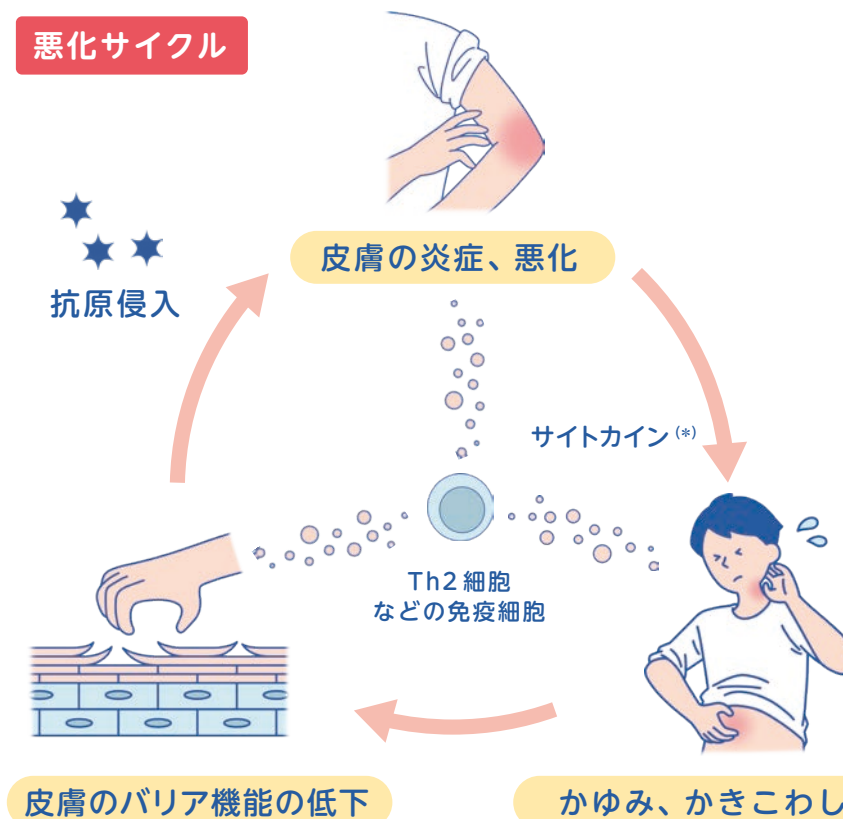 悪化サイクル
皮膚の炎症、悪化
抗原侵入
サイトカイン(*)
Th2細胞
などの免疫細胞
皮膚のバリア機能の低下
かゆみ、かきこわし